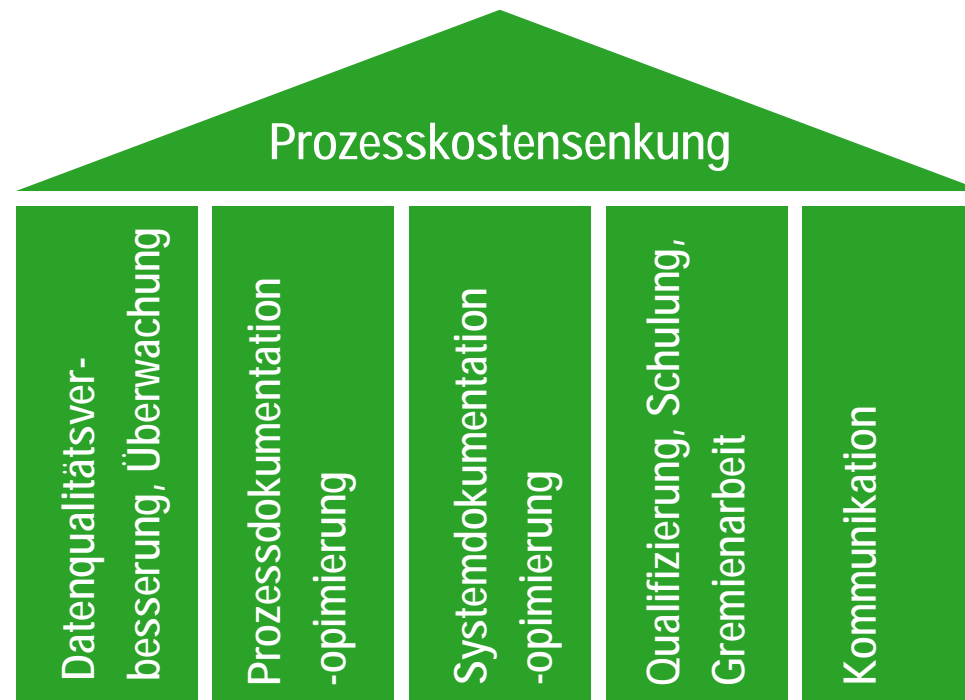 Prozesskostensenkung
Datenqualitätsver-
besserung, Überwachung
Prozessdokumentation
-opimierung
Systemdokumentation
-opimierung
Qualifizierung, Schulung,
Gremienarbeit
Kommunikation